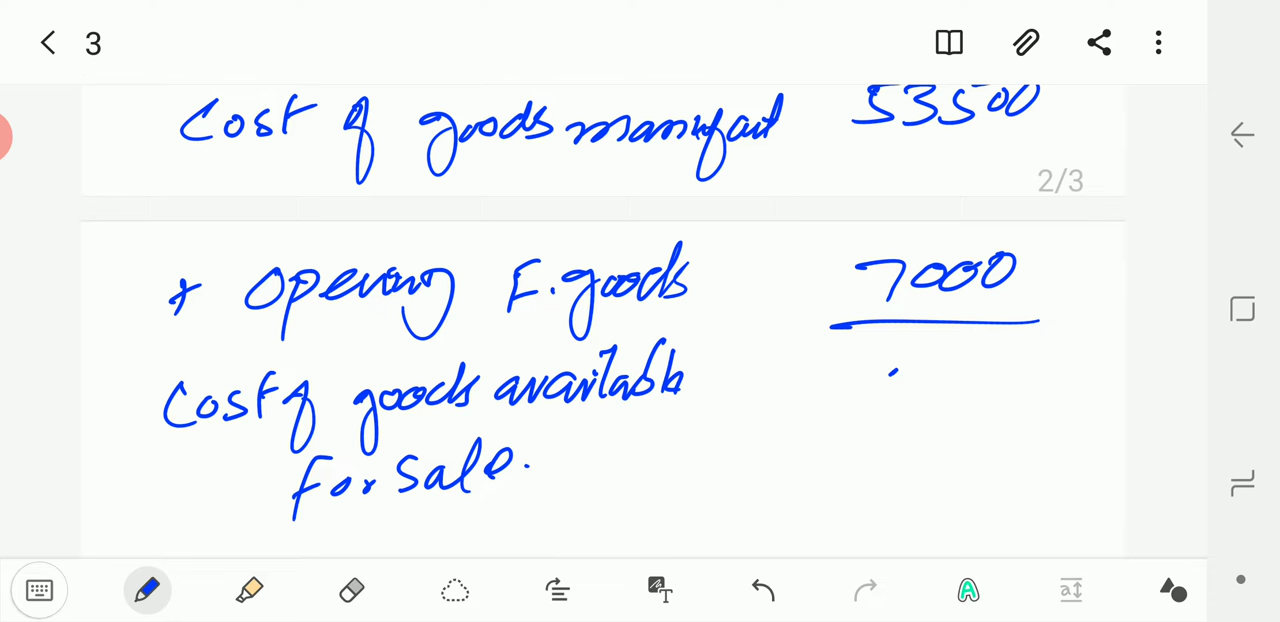 3
Cost of goods manufact 53500
2/3
+ Opening F. goods 7000
Cost of goods available
For Sale.